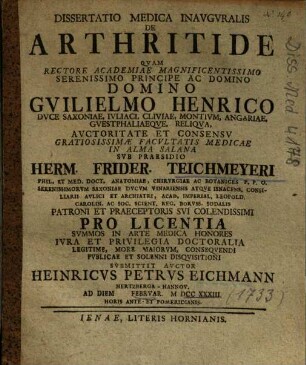 DISSERTATIO MEDICA INAVGVRALIS
DE
ARTHRITIDE
QVAM
RECTORE ACADEMIAE MAGNIFICENTISSIMO
SERENISSIMO PRINCIPE AC DOMINO
DOMINO
GVILIELMO HENRICO
DVCE SAXONIAE, IVLIACI, CLIVIAE, MONTIVM, ANGARIAE,
GVESTPHALIAEQVE, RELIQVA,
AVCTORITATE ET CONSENSV
GRATIOSISSIMAE FACVLTATIS MEDICAE
IN ALMA SALANA
SVB PRAESIDIO
HERM. FRIDER. TEICHMEYERI
PHIL. ET MED. DOCT. ANATOMIAE, CHIRVRGIAE AC BOTANICES P. P. O.
SERENISSIMORVM SAXONIAE DVCVM VINARIENSIS ATQVE ISNACENS. CONSI-
LIARII AVLICI ET ARCHIATRI, ACAD. IMPERIAL. LEOPOLD.
CAROLIN. AC SOC. SCIENT. REG. BORVSS. SODALIS
PATRONI ET PRAECEPTORIS SVI COLENDISSIMI
PRO LICENTIA
SVMMOS IN ARTE MEDICA HONORES
IVRA ET PRIVILEGIA DOCTORALIA
LEGITIME, MORE MAIORVM, CONSEQVENDI
PVBLICAE ET SOLENNI DISQVISITIONI
SVBMITTIT AVCTOR
HEINRICVS PETRVS EICHMANN
HERTZBERGA-HANNOV.
AD DIEM FEBRVAR. M DCC XXXIII.
HORIS ANTE- ET POMERIDIANIS.
(1733)
IENAE, LITERIS HORNIANIS.